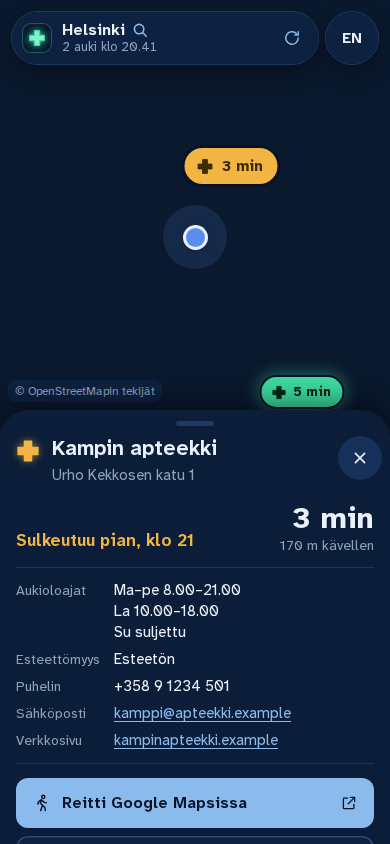 Helsinki
2 auki klo 20.41
EN
3 min
© OpenStreetMapin tekijät
5 min
Kampin apteekki
Urho Kekkosen katu 1
3 min
Sulkeutuu pian, klo 21
170 m kävellen
Aukioloajat
Ma–pe 8.00–21.00
La 10.00–18.00
Su suljettu
Esteettömyys
Esteetön
Puhelin
+358 9 1234 501
Sähköposti
kamppi@apteekki.example
Verkkosivu
kampinapteekki.example
Reitti Google Mapsissa